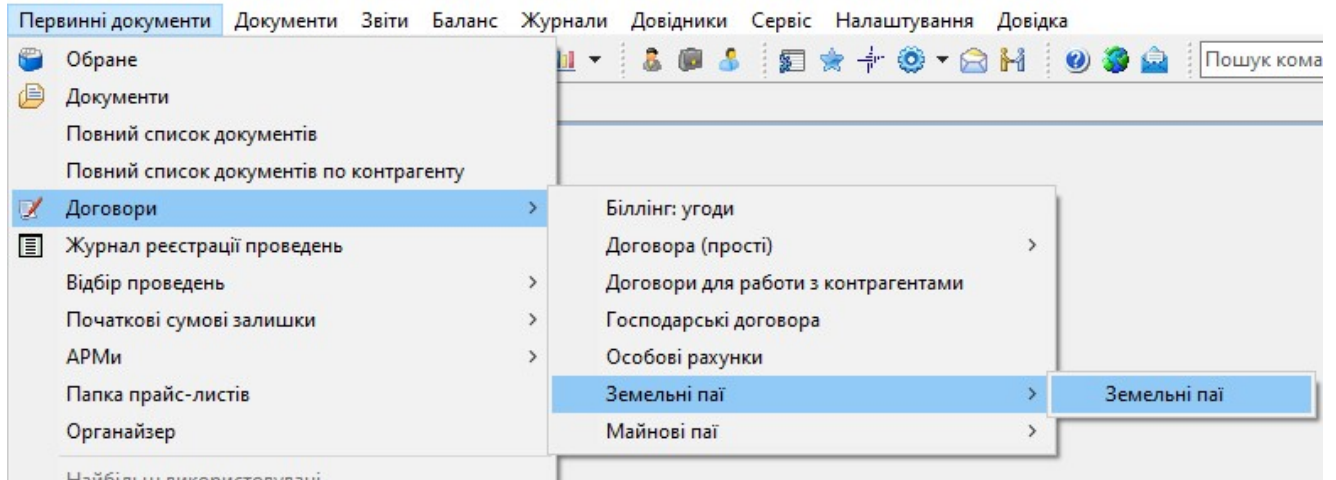 Первинні документи Документи Звіти Баланс Журнали Довідники Сервіс Налаштування Довідка
Обране
Пошук кома
Документи
Повний список документів
Повний список документів по контрагенту
Договори
Журнал реєстрації проведень
Відбір проведень
Початкові сумові залишки
АРМи
Папка прайс-листів
Органайзер
Найбільш використовувані
Біллінг: угоди
Договора (прості)
Договори для работи з контрагентами
Господарські договора
Особові рахунки
Земельні паї
Майнові паї
Земельні паї